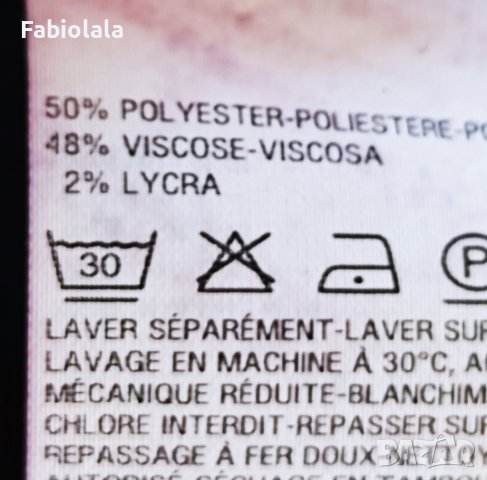 Fabiolala
50% POLYESTER-POLIESTERE-PO
48% VISCOSE-VISCOSA
2% LYCRA
30
P
LAVER SÉPARÉMENT-LAVER SUR
LAVAGE EN MACHINE À 30°C, A
MÉCANIQUE RÉDUITE-BLANCHIM
CHLORE INTERDIT-REPASSER SUR
REPASSAGE À FER DOUX
BAZAR